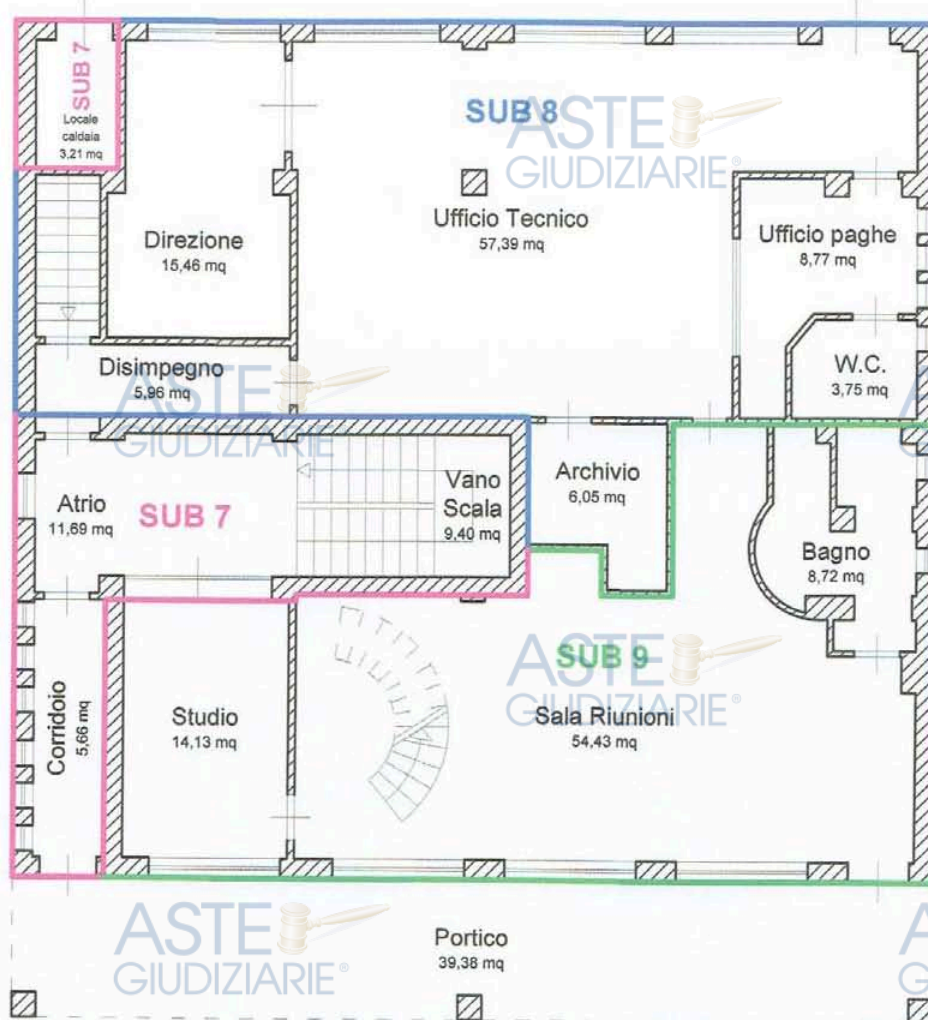 SUB 7
Locale
caldaia
3,21 mq
SUB 8
ASTE
GIUDIZIARIE®
Direzione
15,46 mq
Ufficio Tecnico
57,39 mq
Ufficio paghe
8,77 mq
Disimpegno
5,96 mq
W.C.
3,75 mq
ASTE
GIUDIZIARIE
A
G
Atrio
11,69 mq
SUB 7
Vano
Scala
9,40 mq
Archivio
6,05 mq
Bagno
8,72 mq
Corridoio
5,66 mq
Studio
14,13 mq
ASTE
SUB 9
GIUDIZIARIE®
Sala Riunioni
54,43 mq
ASTE
GIUDIZIARIE®
Portico
39,38 mq
A
G